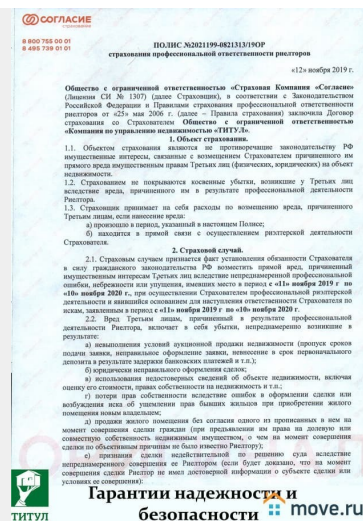 СОГЛАСИЕ
8 800 755 00 01
8 495 739 01 01
ПОЛИС №2021199-0821313/19ОР
страхования профессиональной ответственности риелторов
«12» ноября 2019 г.
Общество с ограниченной ответственностью «Страховая Компания «Согласие»
(Лицензия СИ № 1307) (далее Страховщик), в соответствии с Законодательством
Российской Федерации и Правилами страхования профессиональной ответственности
риелторов от «25» мая 2006 г. (далее – Правила страхования) заключила Договор
страхования со Страхователем: Общество с ограниченной ответственностью
«Компания по управлению недвижимостью «ТИТУЛ».
1. Объект страхования.
1.1. Объектом страхования являются не противоречащие законодательству РФ
имущественные интересы, связанные с возмещением Страхователем причиненного им
прямого вреда имущественным правам Третьих лиц (физических, юридических) на объект
недвижимости.
1.2. Страхованием не покрываются косвенные убытки, возникшие у Третьих лиц
вследствие вреда, причиненного им в результате профессиональной деятельности
Риелтора.
1.3. Страховщик принимает на себя расходы по возмещению вреда, причиненного
Третьим лицам, если нанесение вреда:
а) произошло в период, указанный в настоящем Полисе;
б) находится в прямой связи с осуществлением риэлтерской деятельности
Страхователя.
2. Страховой случай.
2.1. Страховым случаем признается факт установления обязанности Страхователя
в силу гражданского законодательства РФ возместить прямой вред, причиненный
имущественным интересам Третьих лиц вследствие непреднамеренной профессиональной
ошибки, небрежности или упущения, имевших место в период с «11» ноября 2019 г по
«10» ноября 2020 г., при осуществлении Страхователем профессиональной риэлторской
деятельности и явившийся основанием для наступления ответственности Страхователя по
искам, заявленным в период с «11» ноября 2019 г по «10» ноября 2020 г.
2.2. Вред Третьим лицам, причиненный в результате профессиональной
деятельности Риелтора, включает в себя убытки, непреднамеренно возникшие в
результате:
а) невыполнения условий аукционной продажи недвижимости (пропуск сроков
подачи заявки, неправильное оформление заявки, невнесение в срок первоначального
депозита в результате задержки банковских платежей и т.п.);
б) юридически неправильного оформления сделок;
в) использования недостоверных сведений об объекте недвижимости, включая
оценку его стоимости, правах собственности на недвижимость и т.д.;
г) потери прав собственности вследствие ошибок в оформлении сделки или
возбуждения иска об ущемлении прав бывших жильцов при приобретении жилого
помещения новым владельцем;
д) продажи жилого помещения без согласия одного из прописанных в нем на
момент совершения сделки граждан (при предъявлении им права на долевую или
совместную собственность недвижимым имуществом, о чем на момент совершения
сделки по объективным причинам не было известно Риелтору);
е) признания сделки недействительной по решению суда вследствие
непреднамеренного совершения ее Риелтором (если будет доказано, что на момент
совершения сделки Риелтор не имел достоверной информации о субъекте сделки или
условиях ее совершения);
Гарантии надежности и
безопасности
ТИТУЛ
move.ru